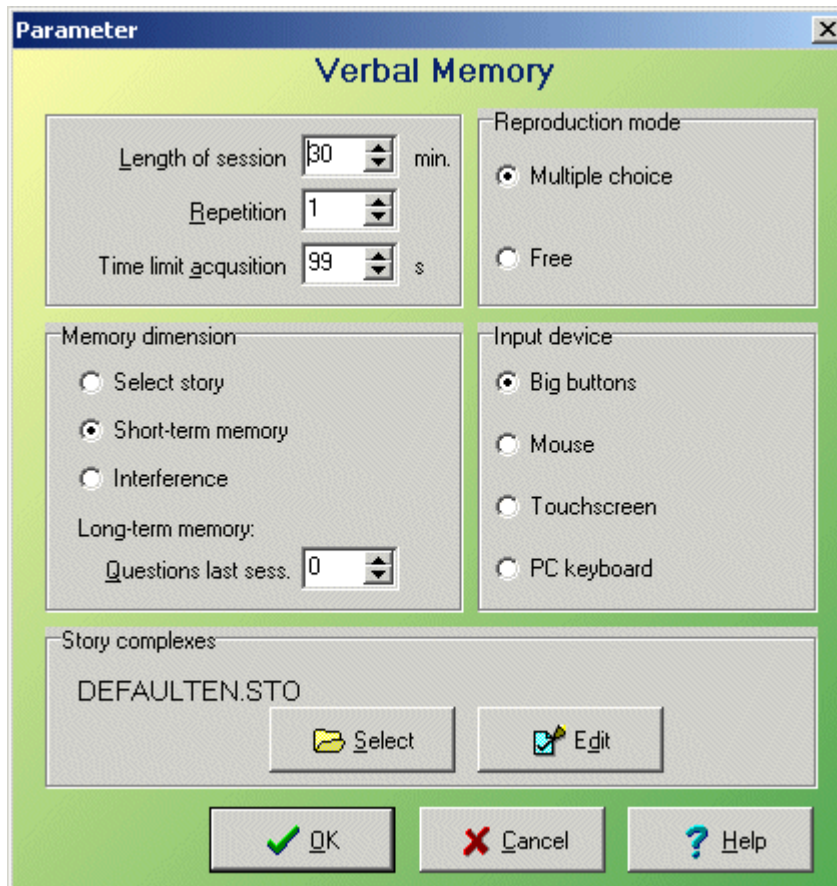 Parameter
Verbal Memory
Length of session 30 min.
Repetition 1
Time limit acqusition 99 s
Reproduction mode
Multiple choice
Free
Memory dimension
Select story
Short-term memory
Interference
Long-term memory:
Questions last sess. 0
Input device
Big buttons
Mouse
Touchscreen
PC keyboard
Story complexes
DEFAULTEN.STO
Select
Edit
OK
Cancel
Help